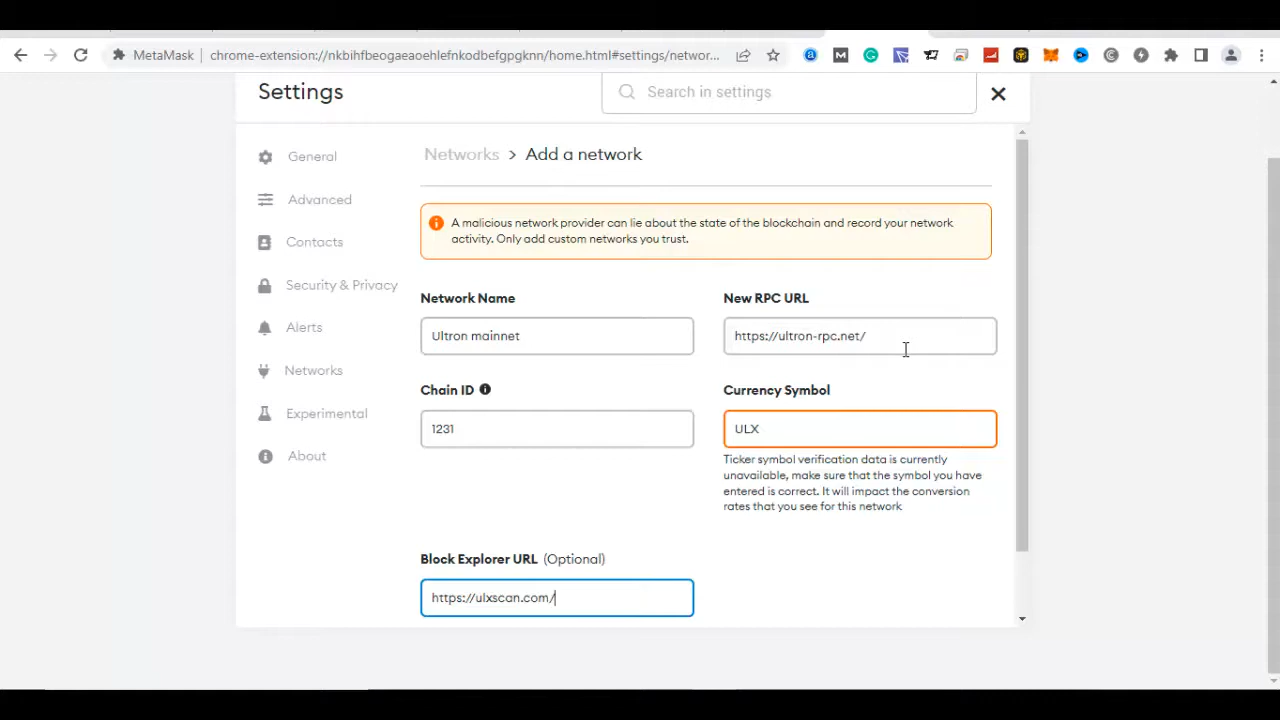 MetaMask
chrome-extension://nkbihfbeogaeaoehlefnkodbefgpgknn/home.html#settings/networ...
Settings
Search in settings
General
Advanced
Contacts
Security & Privacy
Alerts
Networks
Experimental
About
Networks > Add a network
A malicious network provider can lie about the state of the blockchain and record your network
activity. Only add custom networks you trust.
Network Name
Ultron mainnet
New RPC URL
https://ultron-rpc.net/
Chain ID
1231
Currency Symbol
ULX
Ticker symbol verification data is currently
unavailable, make sure that the symbol you have
entered is correct. It will impact the conversion
rates that you see for this network
Block Explorer URL (Optional)
https://ulxscan.com/